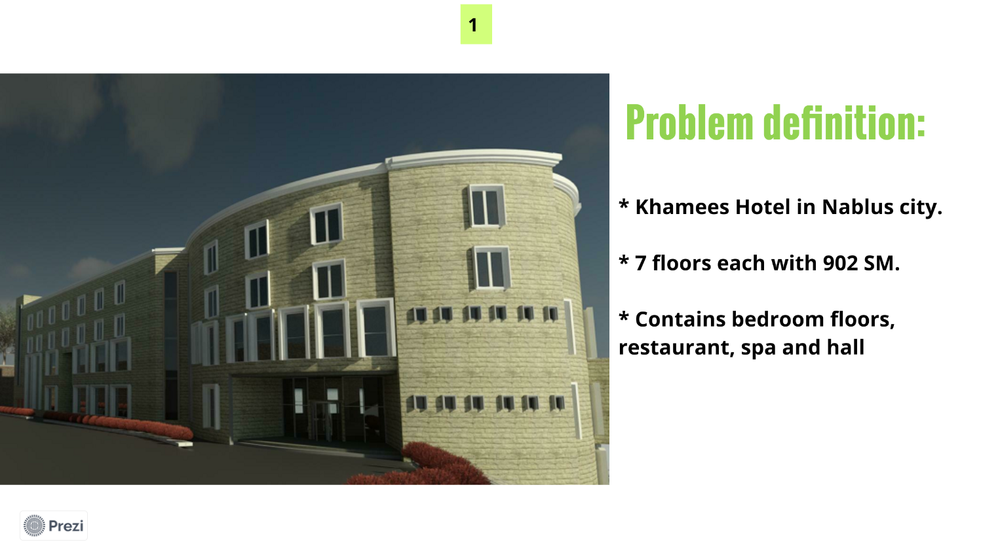 1
Problem definition:
* Khamees Hotel in Nablus city.
* 7 floors each with 902 SM.
* Contains bedroom floors,
restaurant, spa and hall
Prezi